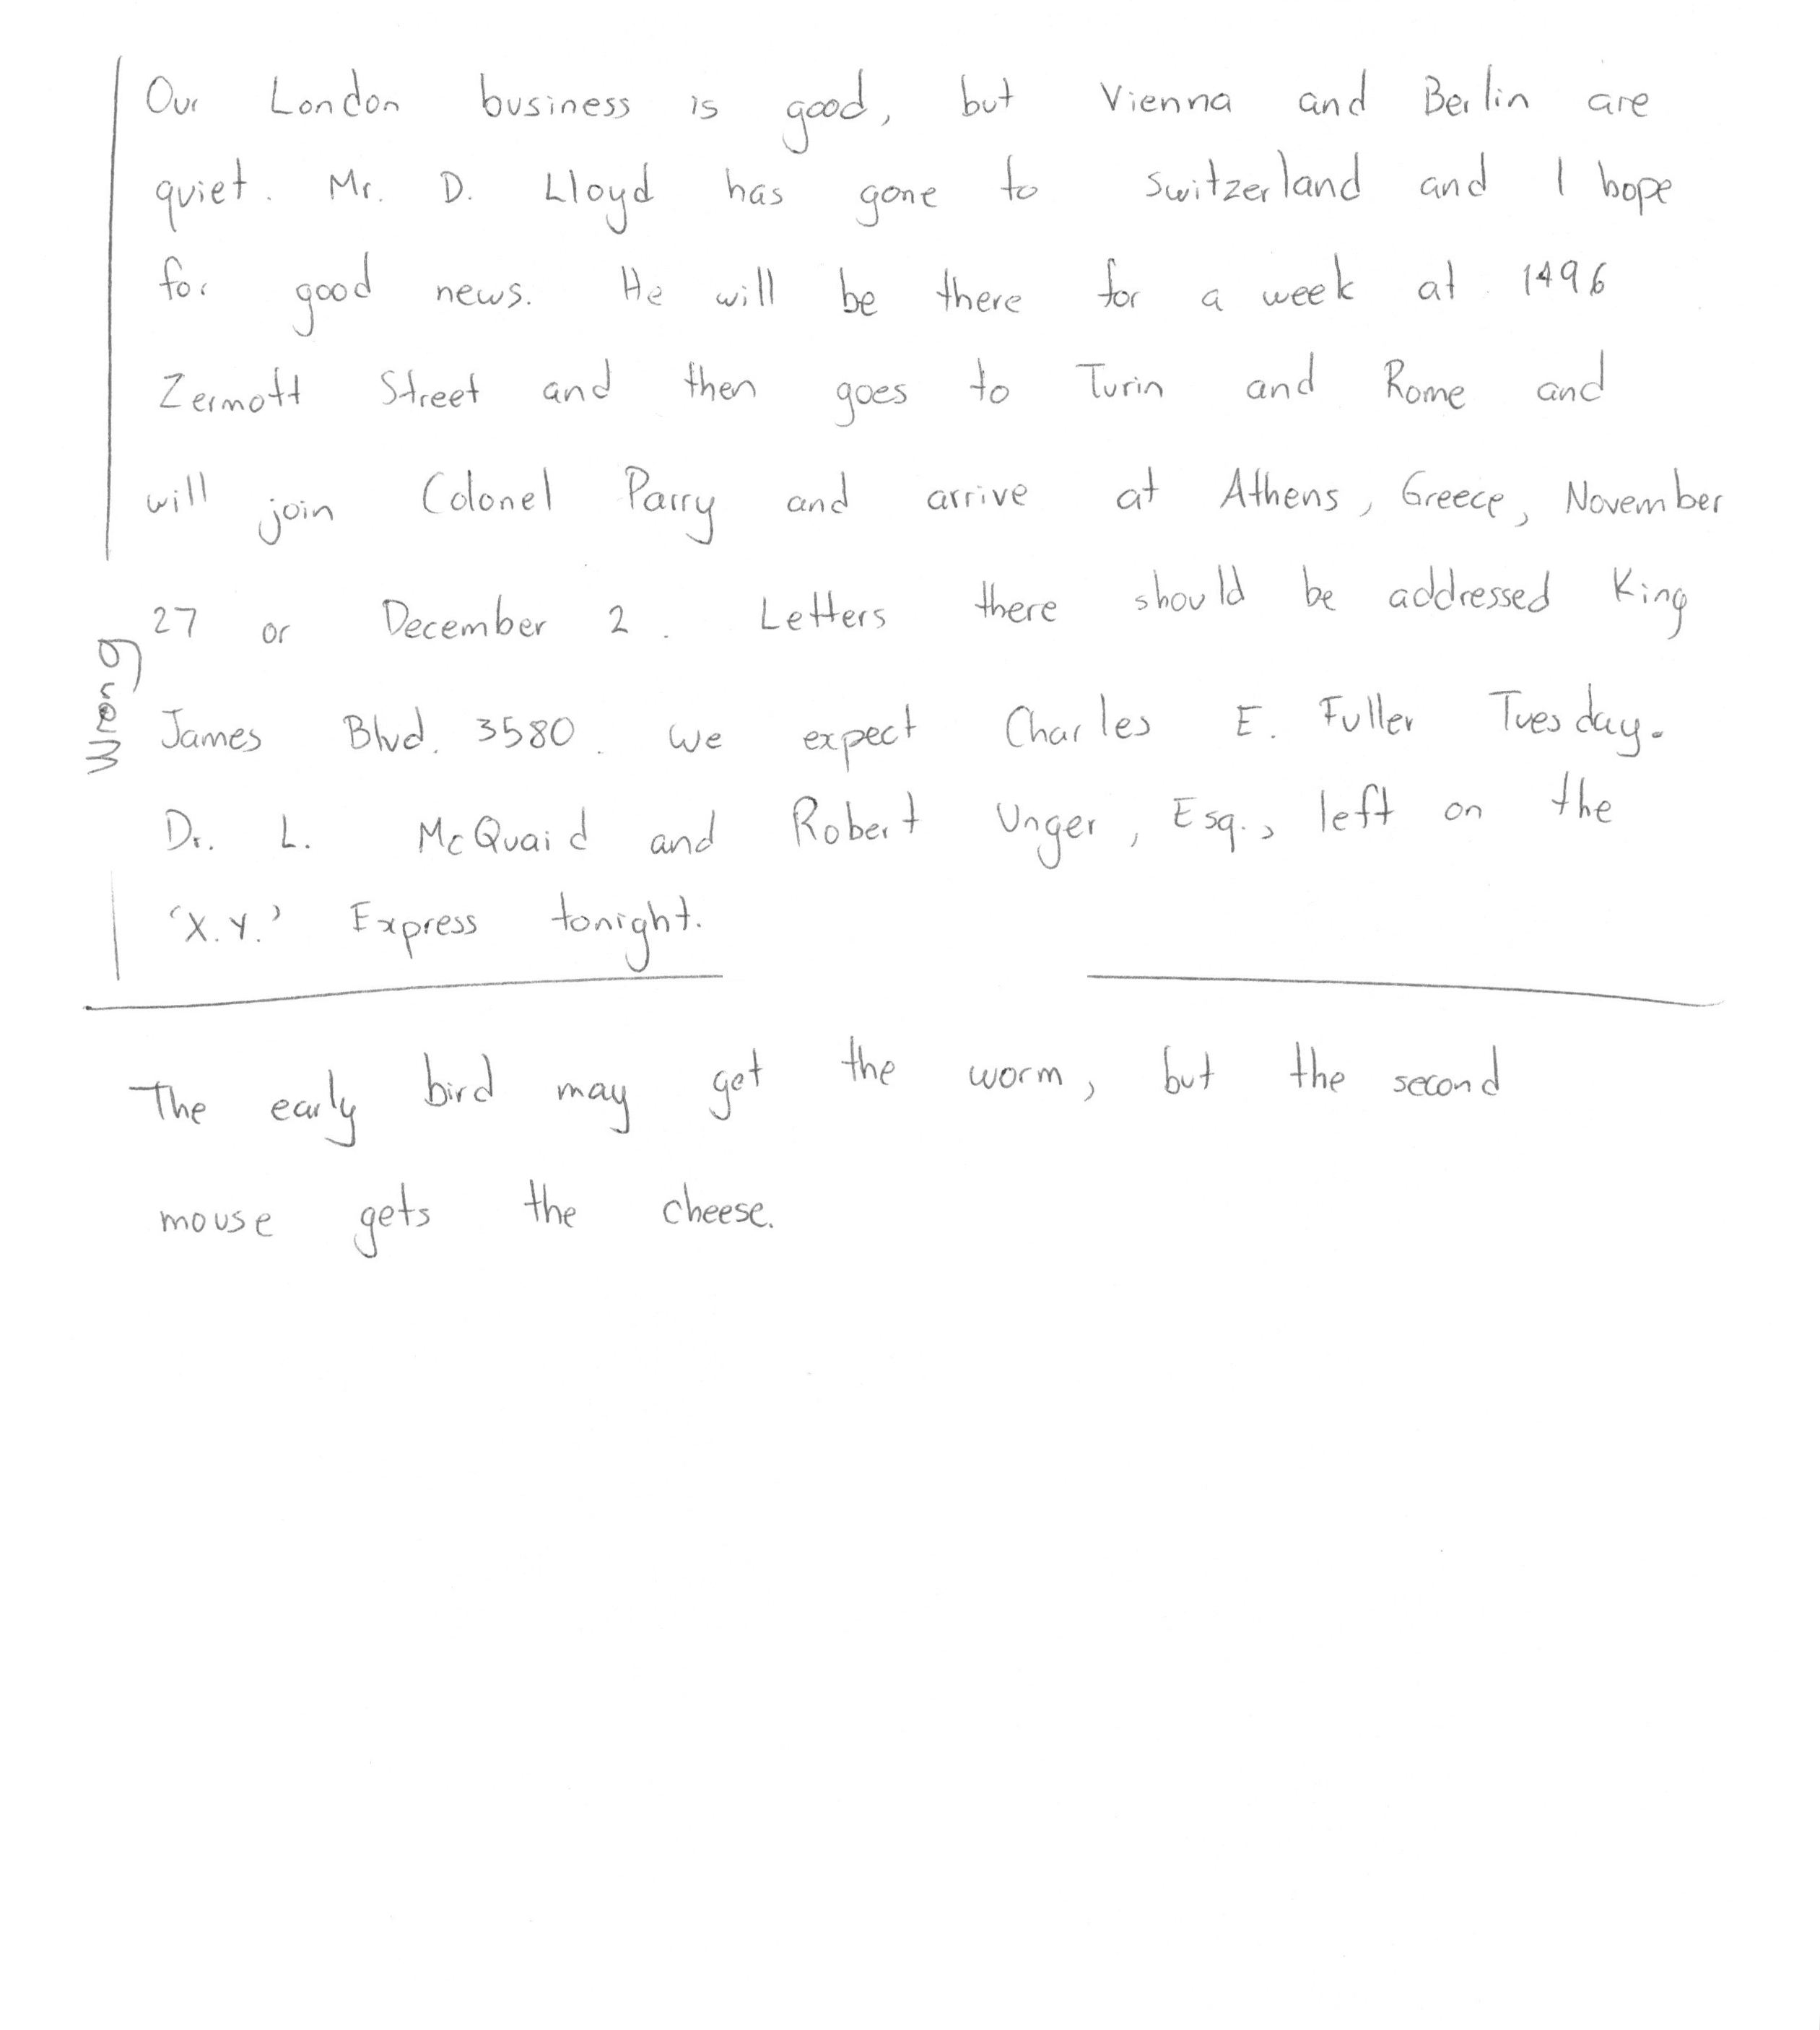 Our London business is good, but Vienna and Berlin are
quiet. Mr. D. Lloyd has gone to Switzerland and I hope
for good news. He will be there for a week at 1496
Zermott Street and then goes to Turin and Rome and
will join Colonel Parry and arrive at Athens, Greece, November
27 or December 2. Letters there should be addressed King
James Blvd. 3580. We expect Charles E. Fuller Tuesday.
Dr. L. McQuaid and Robert Unger, Esq., left on the
'X.Y.' Express tonight.
Wrong
The early bird may get the worm, but the second
mouse gets the cheese.